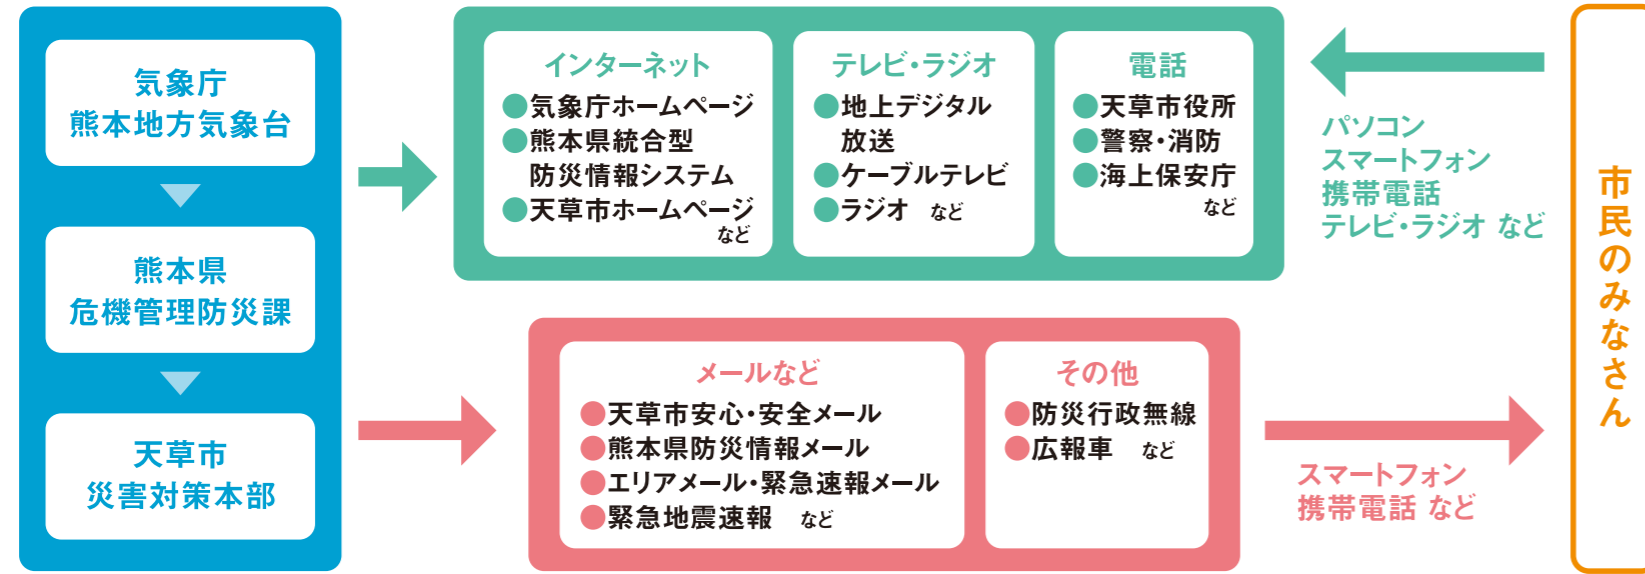 気象庁
熊本地方気象台
熊本県
危機管理防災課
天草市
災害対策本部
インターネット
●気象庁ホームページ
●熊本県統合型
防災情報システム
●天草市ホームページ
など
テレビ・ラジオ
●地上デジタル
放送
●ケーブルテレビ
●ラジオ など
電話
●天草市役所
●警察・消防
●海上保安庁
など
パソコン
スマートフォン
携帯電話
テレビ・ラジオ など
メールなど
●天草市安心・安全メール
●熊本県防災情報メール
●エリアメール・緊急速報メール
●緊急地震速報 など
その他
●防災行政無線
●広報車 など
スマートフォン
携帯電話 など
市民のみなさん